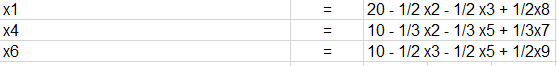 x1 = 20 - 1/2 x2 - 1/2 x3 + 1/2x8
x4 = 10 - 1/3 x2 - 1/3 x5 + 1/3x7
x6 = 10 - 1/2 x3 - 1/2 x5 + 1/2x9